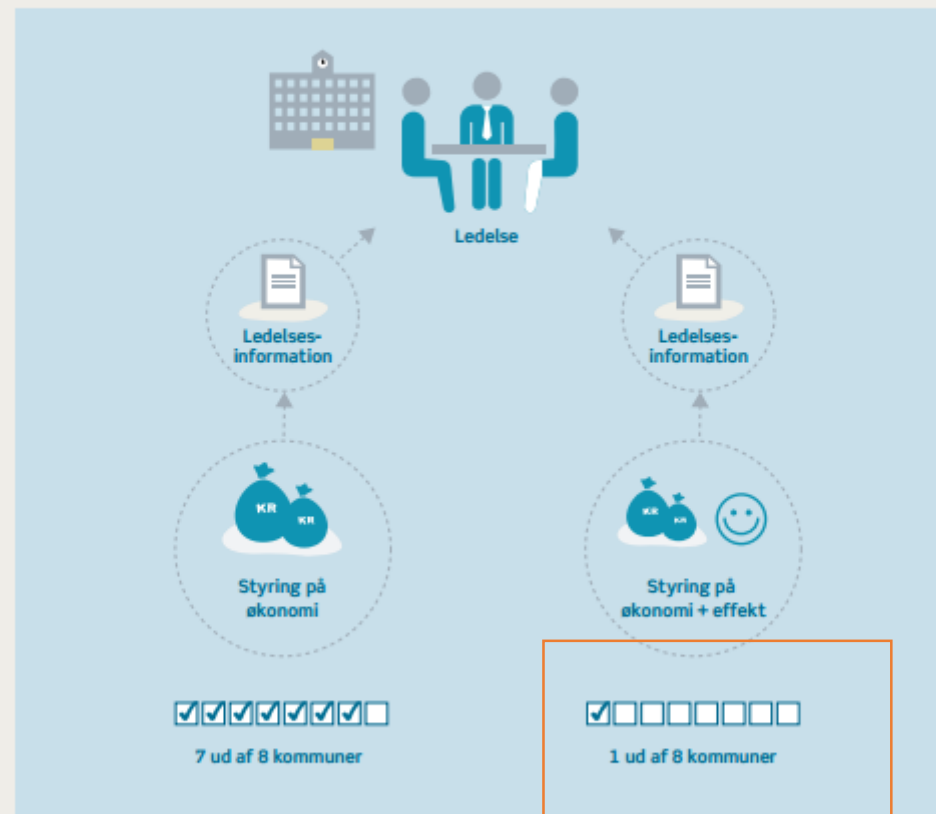 Ledelse
Ledelses-
information
Ledelses-
information
KR
KR
KR
KR
Styring på
økonomi
Styring på
økonomi + effekt
7 ud af 8 kommuner
1 ud af 8 kommuner